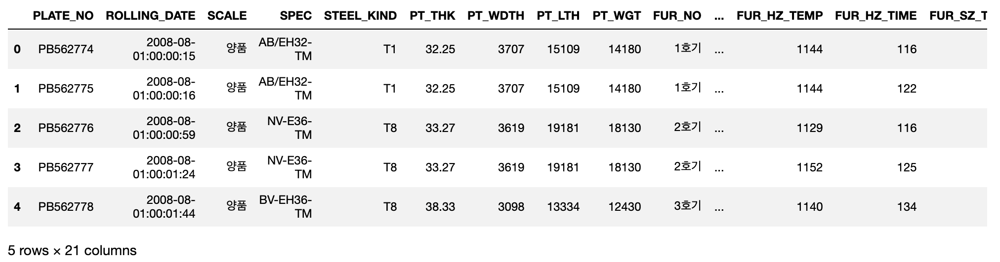 PLATE_NO ROLLING_DATE SCALE SPEC STEEL_KIND PT_THK PT_WDTH PT_LTH PT_WGT FUR_NO ... FUR_HZ_TEMP FUR_HZ_TIME FUR_SZ_T
0 PB562774 2008-08-01:00:00:15 양품 AB/EH32-TM T1 32.25 3707 15109 14180 1호기 ... 1144 116
1 PB562775 2008-08-01:00:00:16 양품 AB/EH32-TM T1 32.25 3707 15109 14180 1호기 ... 1144 122
2 PB562776 2008-08-01:00:00:59 양품 NV-E36-TM T8 33.27 3619 19181 18130 2호기 ... 1129 116
3 PB562777 2008-08-01:00:01:24 양품 NV-E36-TM T8 33.27 3619 19181 18130 2호기 ... 1152 125
4 PB562778 2008-08-01:00:01:44 양품 BV-EH36-TM T8 38.33 3098 13334 12430 3호기 ... 1140 134
5 rows × 21 columns